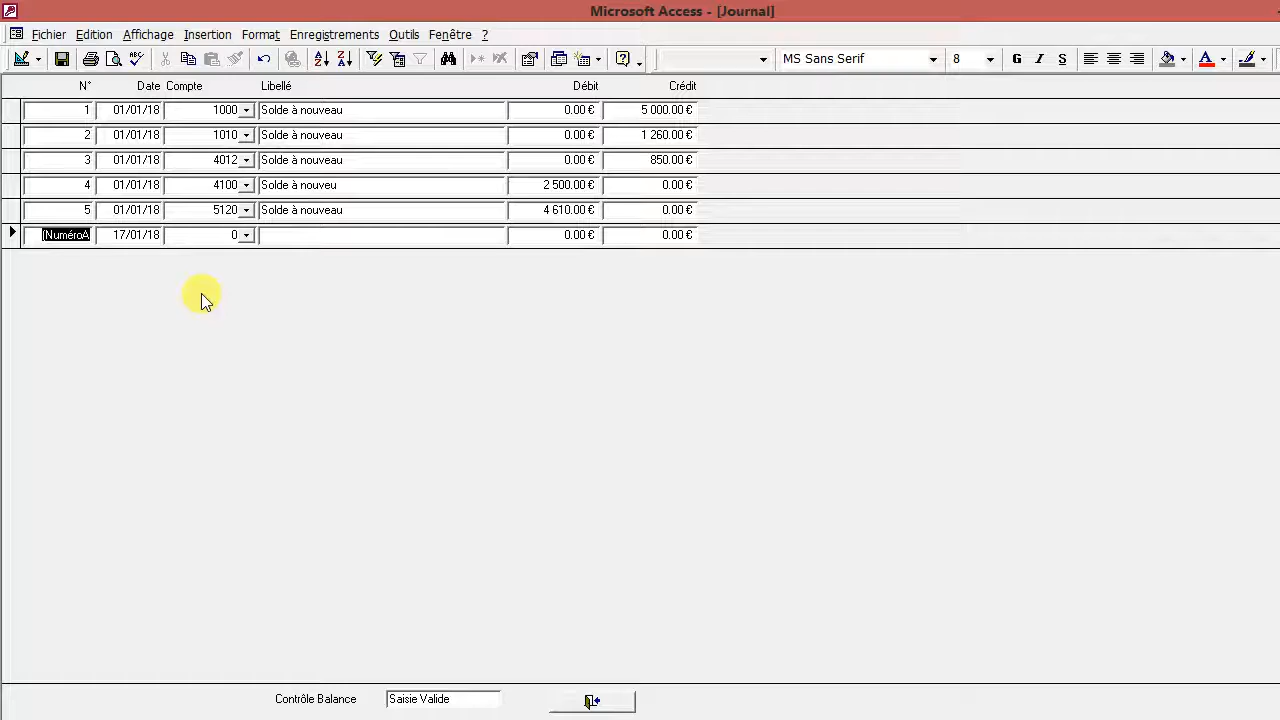 Microsoft Access - [Journal]
Fichier Edition Affichage Insertion Format Enregistrements Outils Fenêtre ?
MS Sans Serif 8 G I S
N° Date Compte Libellé Débit Crédit
1 01/01/18 1000 Solde à nouveau 0.00 € 5 000.00 €
2 01/01/18 1010 Solde à nouveau 0.00 € 1 260.00 €
3 01/01/18 4012 Solde à nouveau 0.00 € 850.00 €
4 01/01/18 4100 Solde à nouveu 2 500.00 € 0.00 €
5 01/01/18 5120 Solde à nouveau 4 610.00 € 0.00 €
(NuméroA 17/01/18 0 0.00 € 0.00 €
Contrôle Balance Saisie Valide